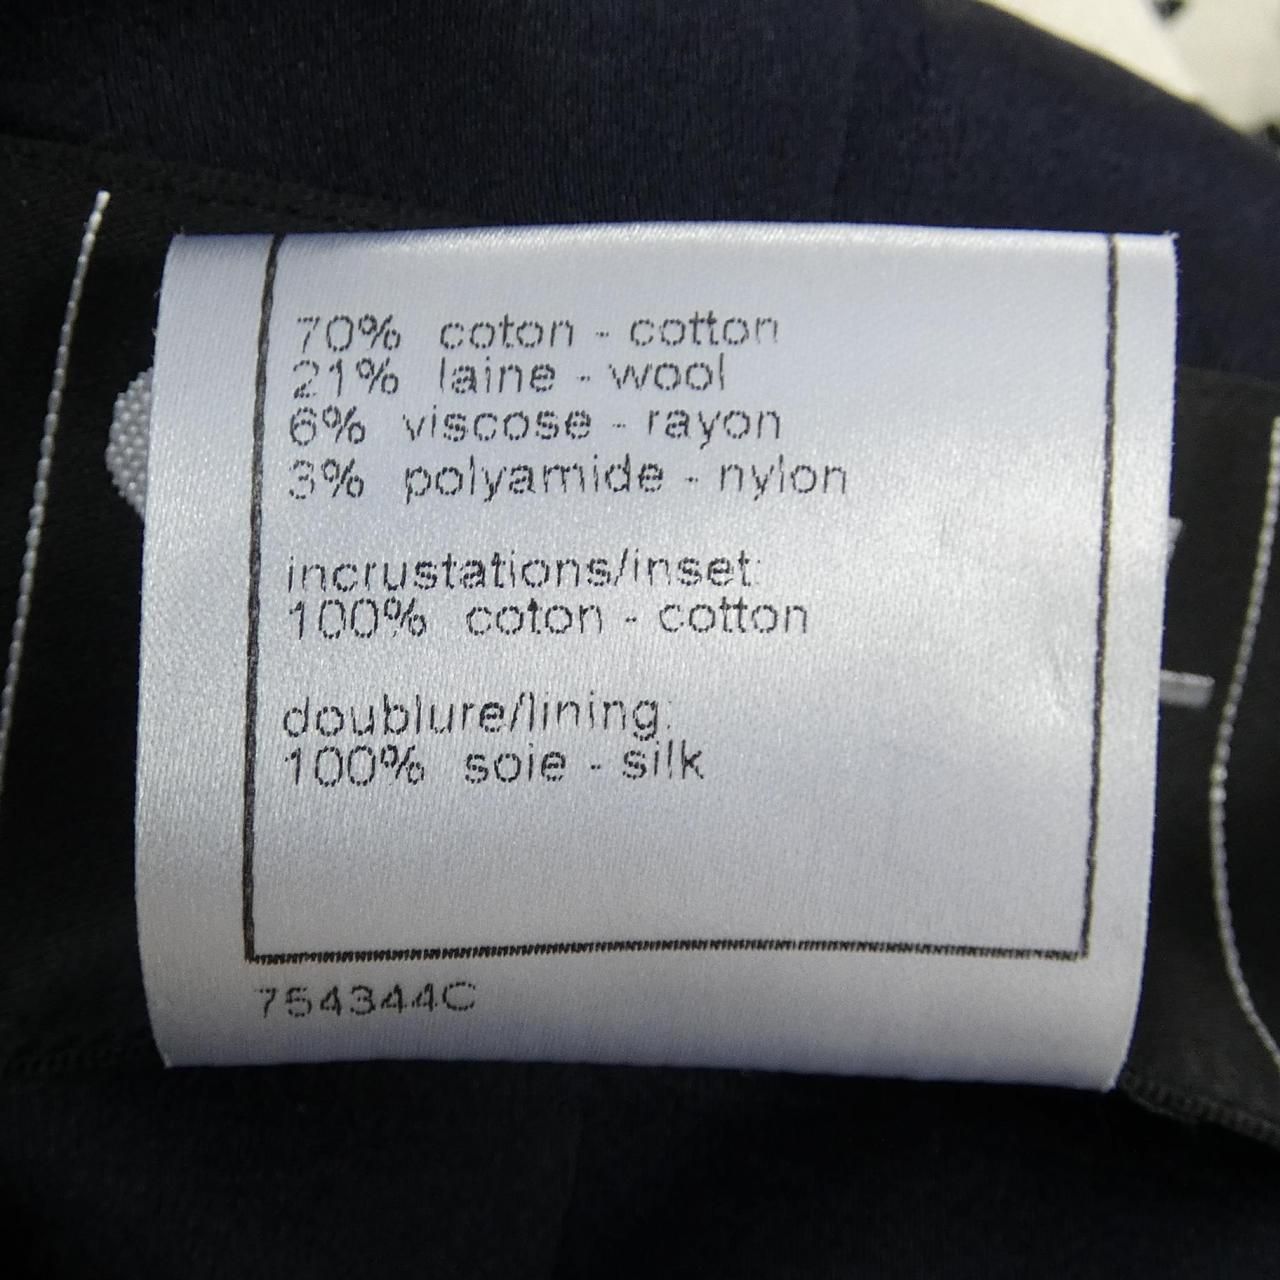 70% coton - cotton
21% laine - wool
6% viscose - rayon
3% polyamide - nylon
incrustations/inset:
100% coton - cotton
doublure/lining:
100% soie - silk
754344C